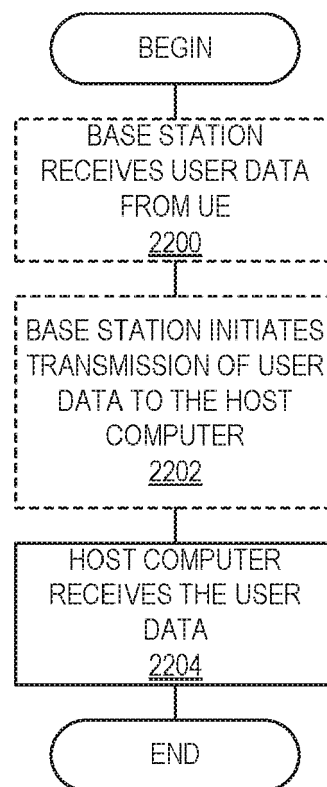 BEGIN
BASE STATION
RECEIVES USER DATA
FROM UE
2200
BASE STATION INITIATES
TRANSMISSION OF USER
DATA TO THE HOST
COMPUTER
2202
HOST COMPUTER
RECEIVES THE USER
DATA
2204
END